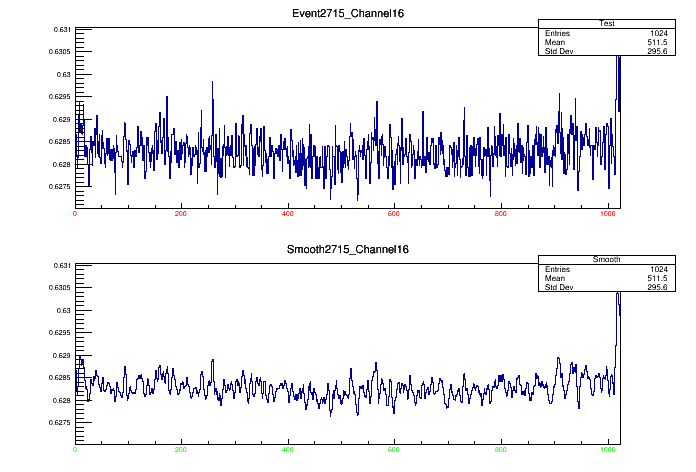 Event2715_Channel16
Test
Entries 1024
Mean 511.5
Std Dev 295.6
0.631
0.6305
0.63
0.6295
0.629
0.6285
0.628
0.6275
0 200 400 600 800 1000
Smooth2715_Channel16
Smooth
Entries 1024
Mean 511.5
Std Dev 295.6
0.631
0.6305
0.63
0.6295
0.629
0.6285
0.628
0.6275
0 200 400 600 800 1000